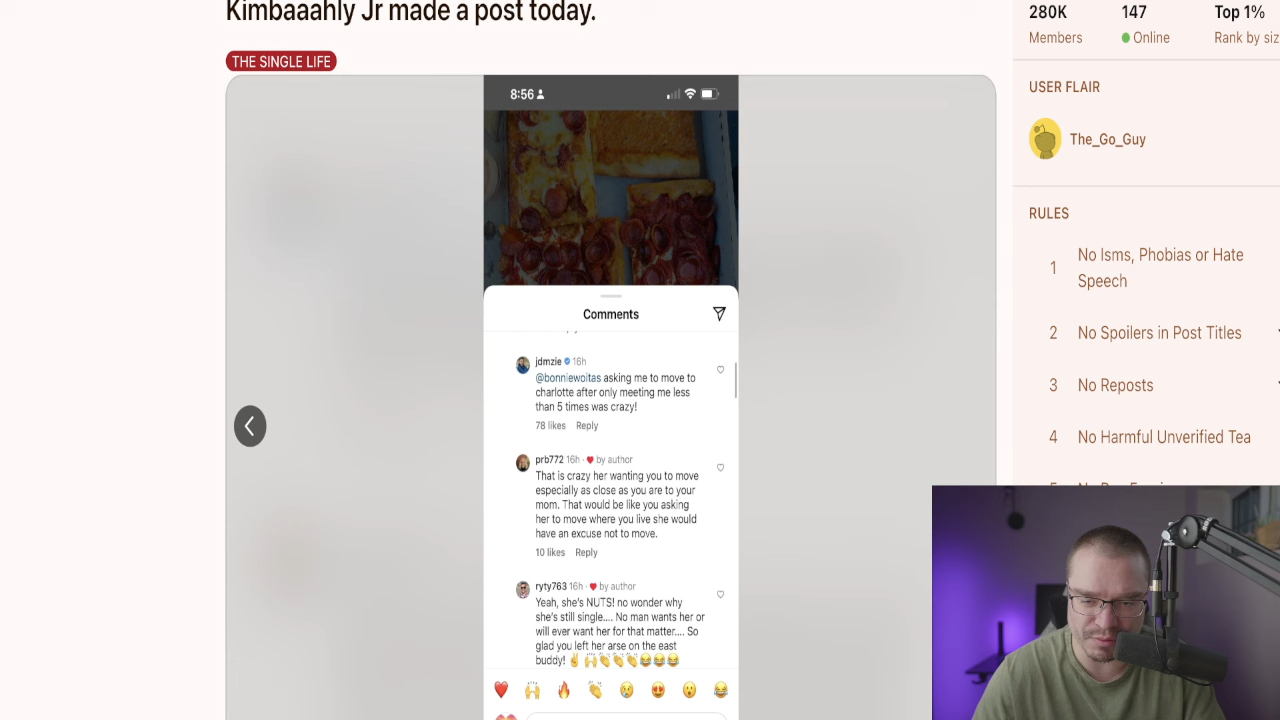 Kimbaaahly Jr made a post today.
THE SINGLE LIFE
8:56
Comments
jdmzie 16h
@bonniewoitas asking me to move to
charlotte after only meeting me less
than 5 times was crazy!
78 likes Reply
prb772 16h · ❤️ by author
That is crazy her wanting you to move
especially as close as you are to your
mom. That would be like you asking
her to move where you live she would
have an excuse not to move.
10 likes Reply
ryty763 16h · ❤️ by author
Yeah, she's NUTS! no wonder why
she's still single.... No man wants her or
will ever want her for that matter.... So
glad you left her arse on the east
buddy! ✌️🙌👏👏👏😂😂😂
❤️🙌🔥👏😢😍😮😂
280K 147 Top 1%
Members Online Rank by siz
USER FLAIR
The_Go_Guy
RULES
1 No Isms, Phobias or Hate
Speech
2 No Spoilers in Post Titles
3 No Reposts
4 No Harmful Unverified Tea